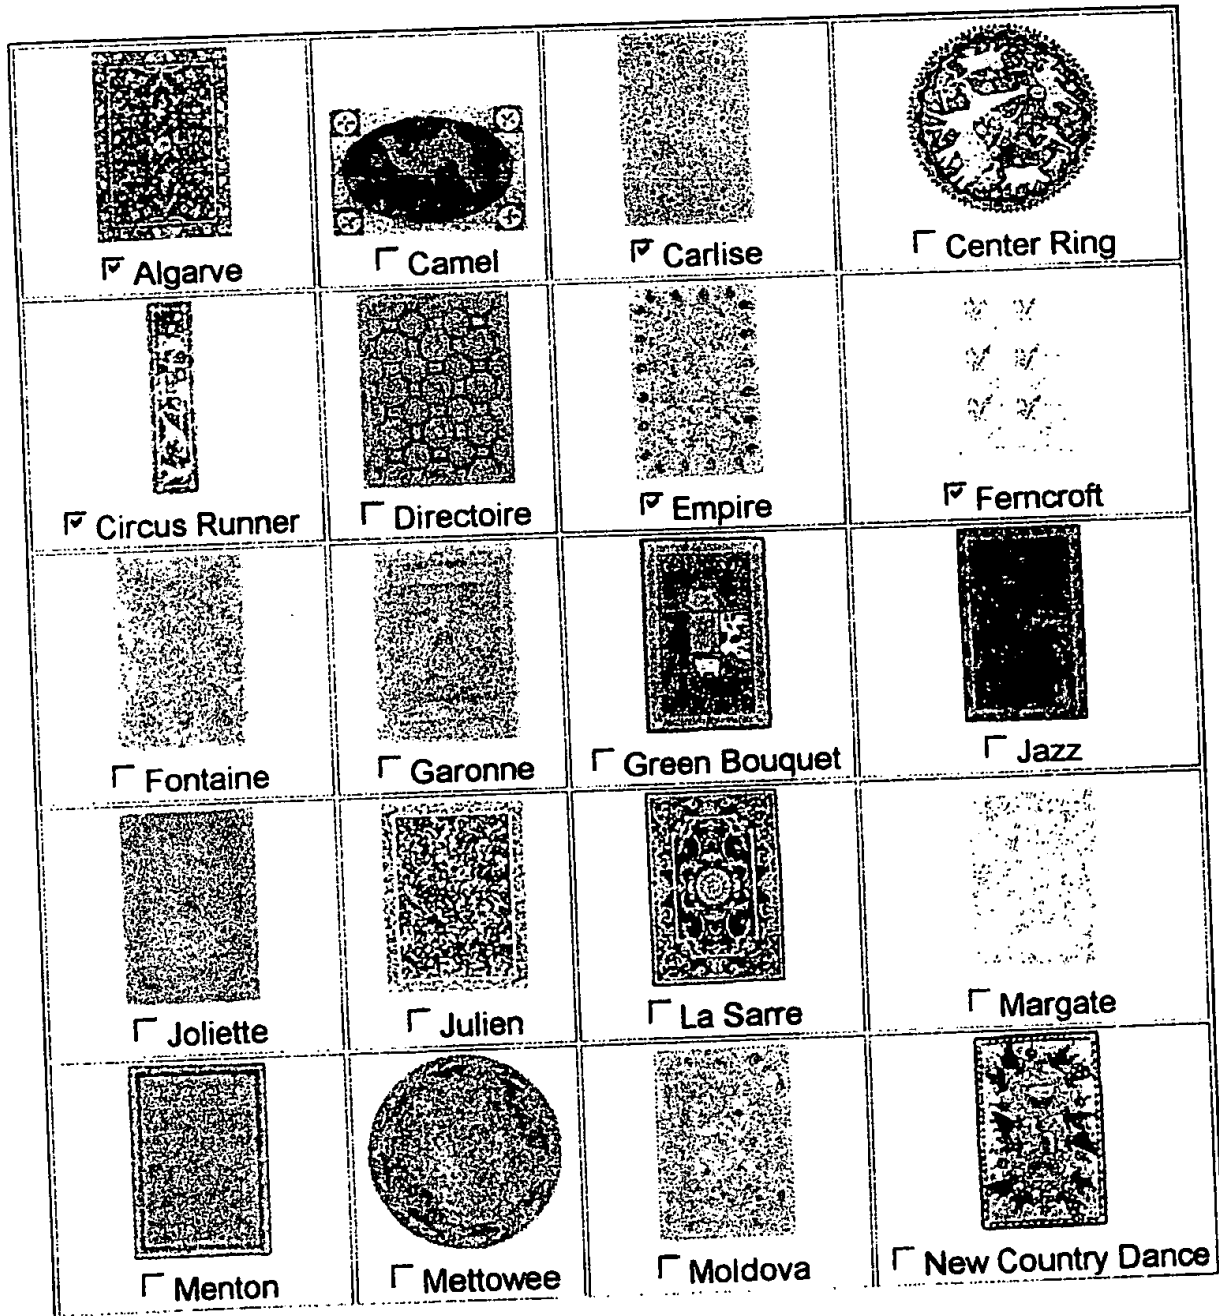 Algarve
Camel
Carlise
Center Ring
Circus Runner
Directoire
Empire
Ferncroft
Fontaine
Garonne
Green Bouquet
Jazz
Joliette
Julien
La Sarre
Margate
Menton
Mettowee
Moldova
New Country Dance